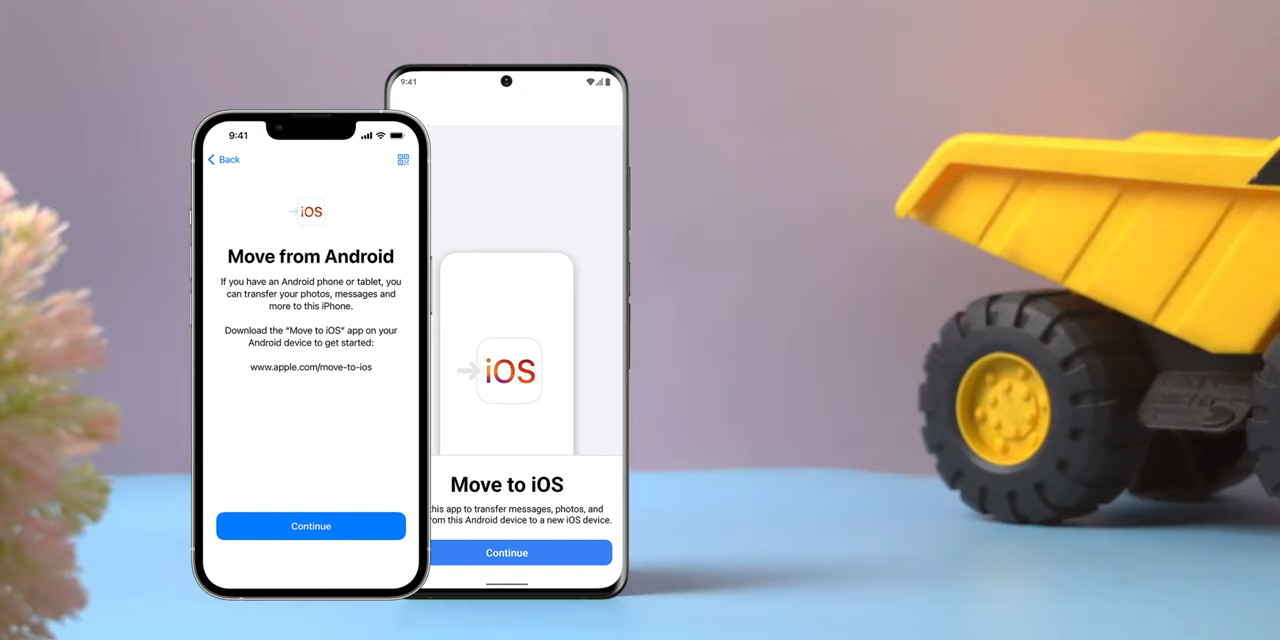 9:41
Back
iOS
Move from Android
If you have an Android phone or tablet, you
can transfer your photos, messages and
more to this iPhone.
Download the “Move to iOS” app on your
Android device to get started:
www.apple.com/move-to-ios
Continue
9:41
iOS
Move to iOS
this app to transfer messages, photos, and
from this Android device to a new iOS device.
Continue